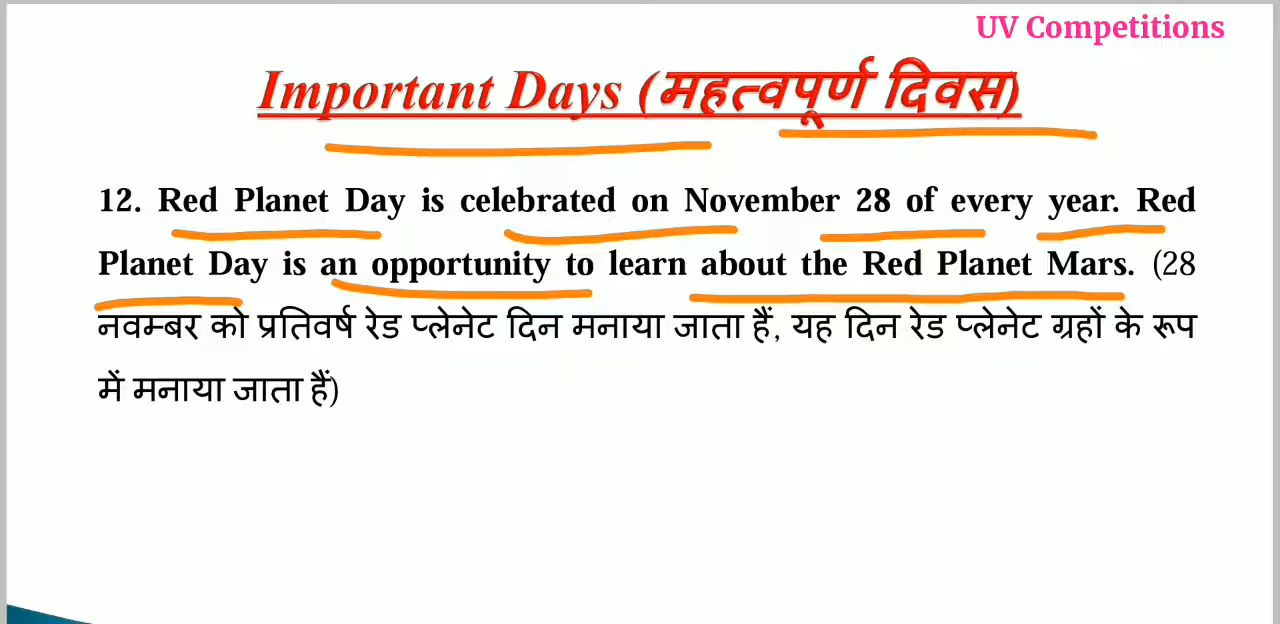 UV Competitions
Important Days (महत्वपूर्ण दिवस)
12. Red Planet Day is celebrated on November 28 of every year. Red
Planet Day is an opportunity to learn about the Red Planet Mars. (28
नवम्बर को प्रतिवर्ष रेड प्लेनेट दिन मनाया जाता हैं, यह दिन रेड प्लेनेट ग्रहों के रूप
में मनाया जाता हैं)